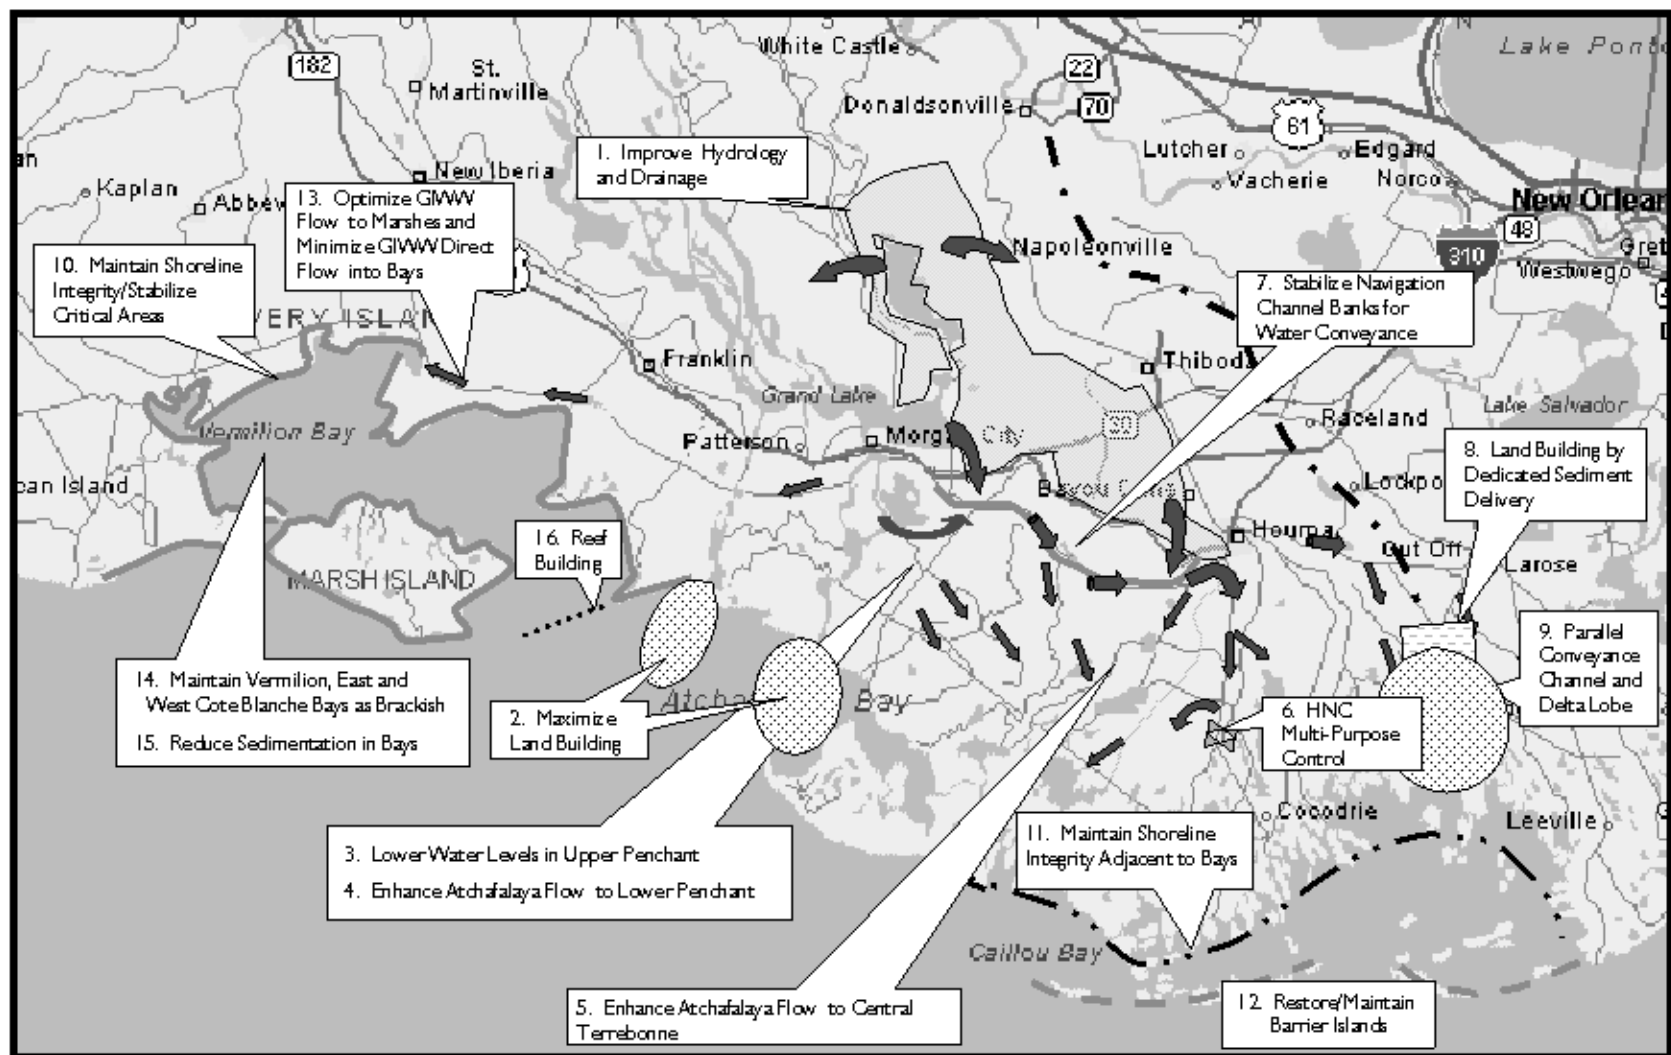 White Castle
Lake Pont
182
St.
Martinville
22
70
Donaldsonville
61
an
Kaplan
New Iberia
Abbev
1. Improve Hydrology
and Drainage
Lutcher
Edgard
Vacherie
Norco
New Orlean
48
310
Gret
Westwego
13. Optimize GIWW
Flow to Marshes and
Minimize GIWW Direct
Flow into Bays
10. Maintain Shoreline
Integrity/Stabilize
Critical Areas
VERY ISLAN
Napoleonville
7. Stabilize Navigation
Channel Banks for
Water Conveyance
Franklin
Thiboda
Grand Lake
Raceland
Lake Salvador
Vermilion Bay
Patterson
Morga City
can Island
Lockpo
8. Land Building by
Dedicated Sediment
Delivery
Houma
Cut Off
Larose
16. Reef
Building
MARSH ISLAND
9. Parallel
Conveyance
Channel and
Delta Lobe
14. Maintain Vermilion, East and
West Cote Blanche Bays as Brackish
15. Reduce Sedimentation in Bays
2. Maximize
Land Building
Atcha Bay
6. HNC
Multi-Purpose
Control
Cocodrie
Leeville
3. Lower Water Levels in Upper Penchant
4. Enhance Atchafalaya Flow to Lower Penchant
11. Maintain Shoreline
Integrity Adjacent to Bays
Caillou Bay
5. Enhance Atchafalaya Flow to Central
Terrebonne
12. Restore/Maintain
Barrier Islands